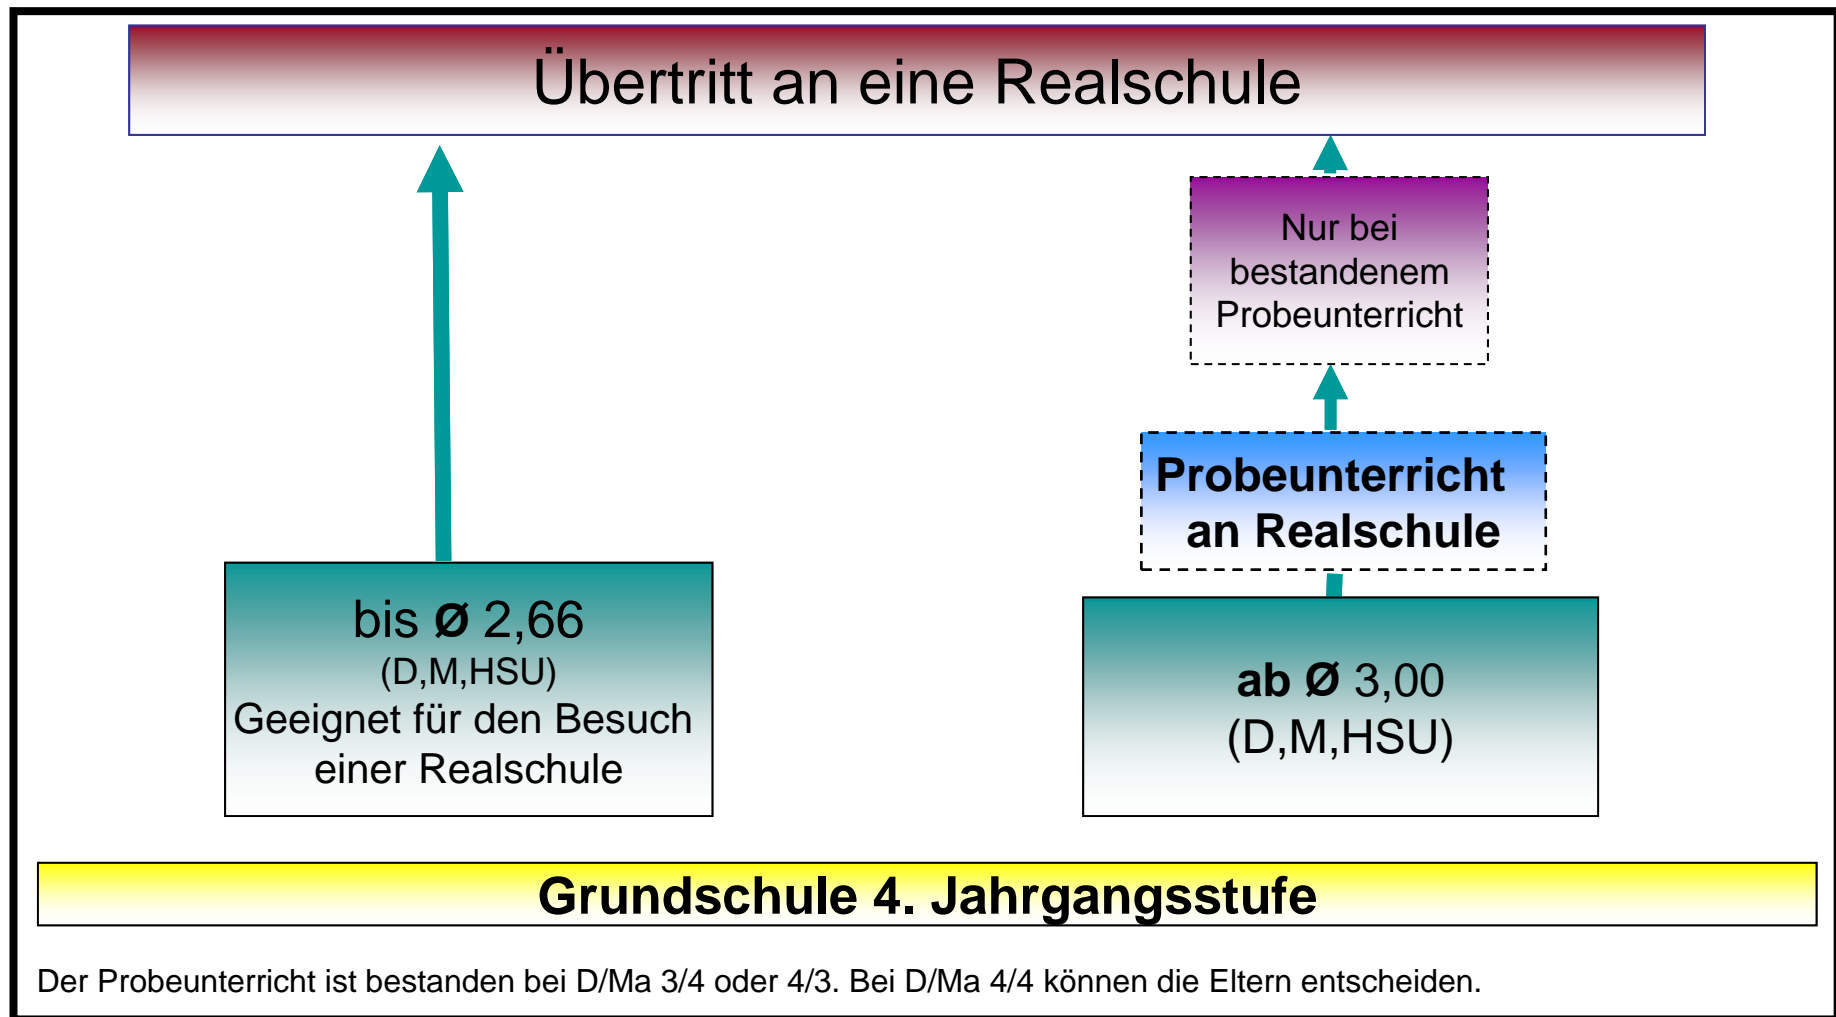 Übertritt an eine Realschule
Nur bei
bestandenem
Probeunterricht
Probeunterricht
an Realschule
bis Ø 2,66
(D,M,HSU)
Geeignet für den Besuch
einer Realschule
ab Ø 3,00
(D,M,HSU)
Grundschule 4. Jahrgangsstufe
Der Probeunterricht ist bestanden bei D/Ma 3/4 oder 4/3. Bei D/Ma 4/4 können die Eltern entscheiden.